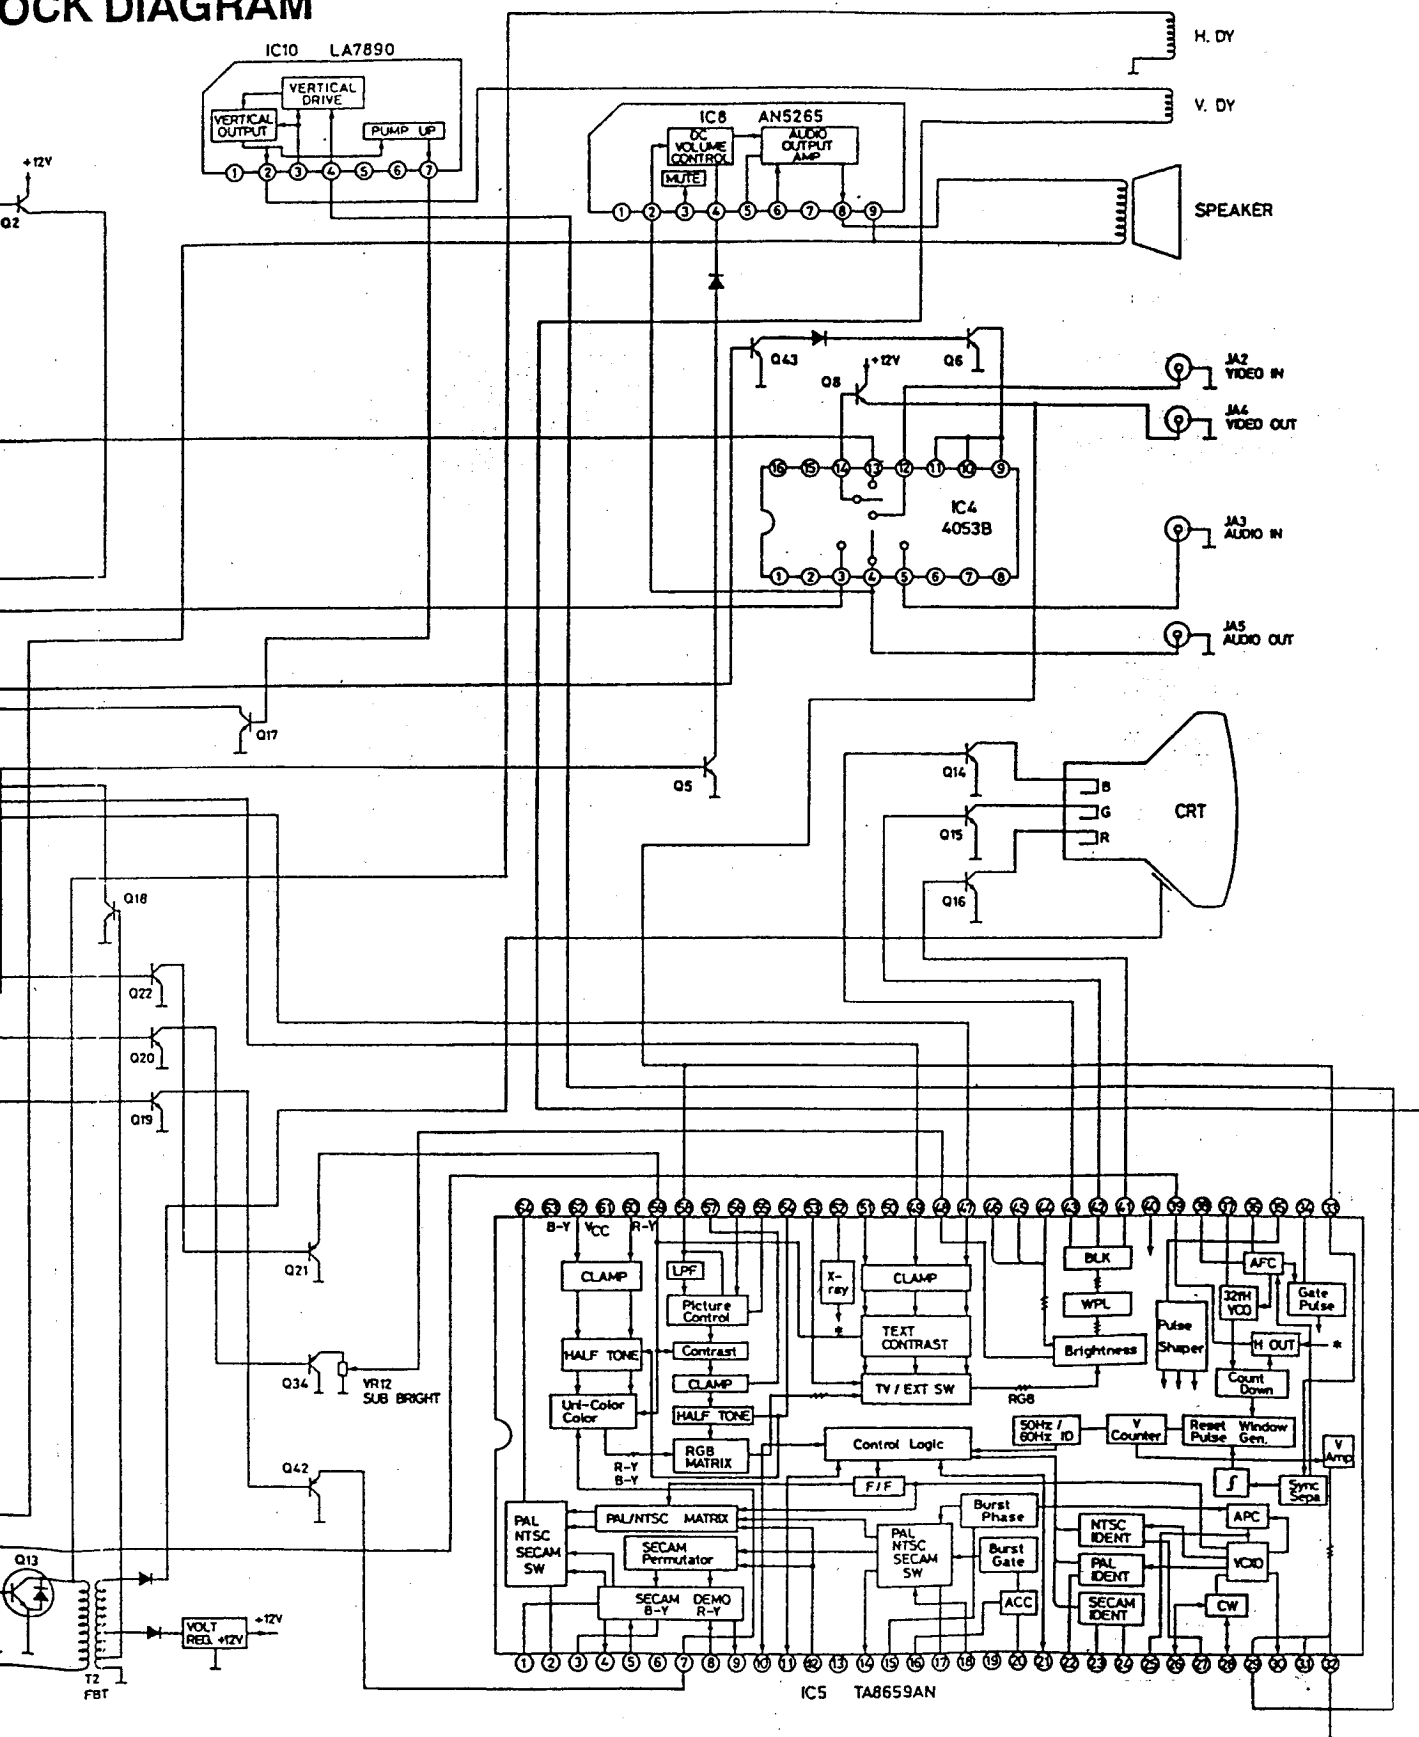 OCK DIAGRAM
IC10 LA7890
VERTICAL
DRIVE
VERTICAL
OUTPUT
PUMP UP
1 2 3 4 5 6 7
+12V
Q2
H. DY
V. DY
IC8 AN5265
DC
VOLUME
CONTROL
AUDIO
OUTPUT
AMP
MUTE
1 2 3 4 5 6 7 8 9
SPEAKER
Q43
Q8
+12V
Q6
JA2
VIDEO IN
JA4
VIDEO OUT
16 15 14 13 12 11 10 9
IC4
4053B
1 2 3 4 5 6 7 8
JA3
AUDIO IN
JA5
AUDIO OUT
Q17
Q5
Q14
Q15
Q16
B
G
R
CRT
Q18
Q22
Q20
Q19
Q21
Q34
VR12
SUB BRIGHT
Q42
Q13
T2
FBT
VOLT
REG. +12V
+12V
64 63 62 61 60 59 58 57 56 55 54 53 52 51 50 49 48 47 46 45 44 43 42 41 40 39 38 37 36 35 34 33
B-Y VCC R-Y
CLAMP
HALF TONE
Uni-Color
Color
R-Y
B-Y
LPF
Picture
Control
Contrast
CLAMP
HALF TONE
RGB
MATRIX
X-
ray
*
CLAMP
TEXT
CONTRAST
TV / EXT SW
RGB
Control Logic
F/F
BLK
WPL
Brightness
Pulse
Shaper
AFC
32fH
VCO
Gate
Pulse
H OUT
*
Count
Down
50Hz /
60Hz ID
V
Counter
Reset Window
Pulse Gen.
V
Amp
Sync
Sepa
PAL
NTSC
SECAM
SW
PAL/NTSC MATRIX
SECAM
Permutator
SECAM DEMO
B-Y R-Y
PAL
NTSC
SECAM
SW
Burst
Phase
Burst
Gate
ACC
NTSC
IDENT
PAL
IDENT
SECAM
IDENT
APC
VCXO
CW
1 2 3 4 5 6 7 8 9 10 11 12 13 14 15 16 17 18 19 20 21 22 23 24 25 26 27 28 29 30 31 32
IC5 TA8659AN